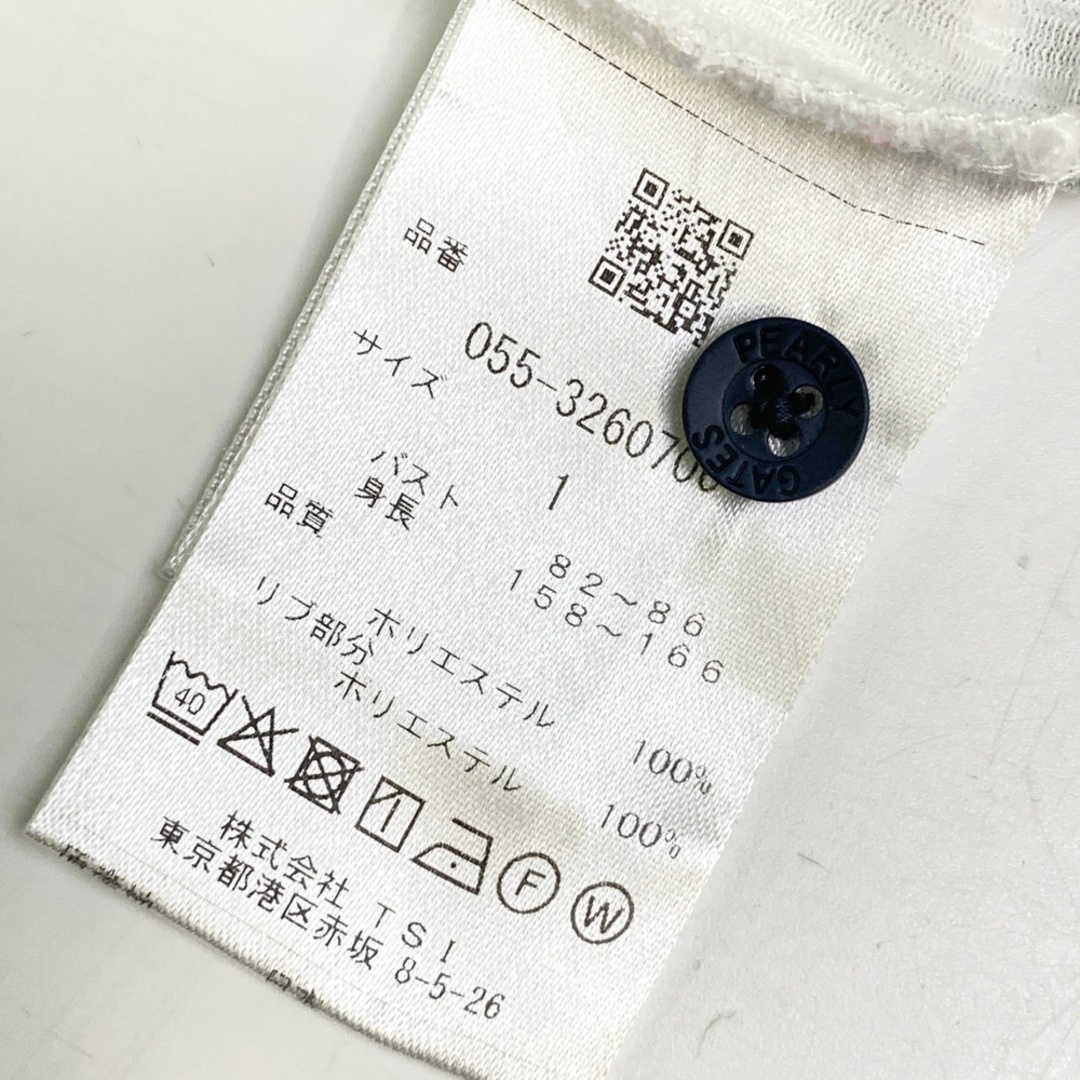 品番
055-326070
サイズ
1
バスト 82~86
身長 158~166
品質
ポリエステル 100%
リブ部分
ポリエステル 100%
40
F W
株式会社 TSI
東京都港区赤坂 8-5-26
PEARLY
GATES